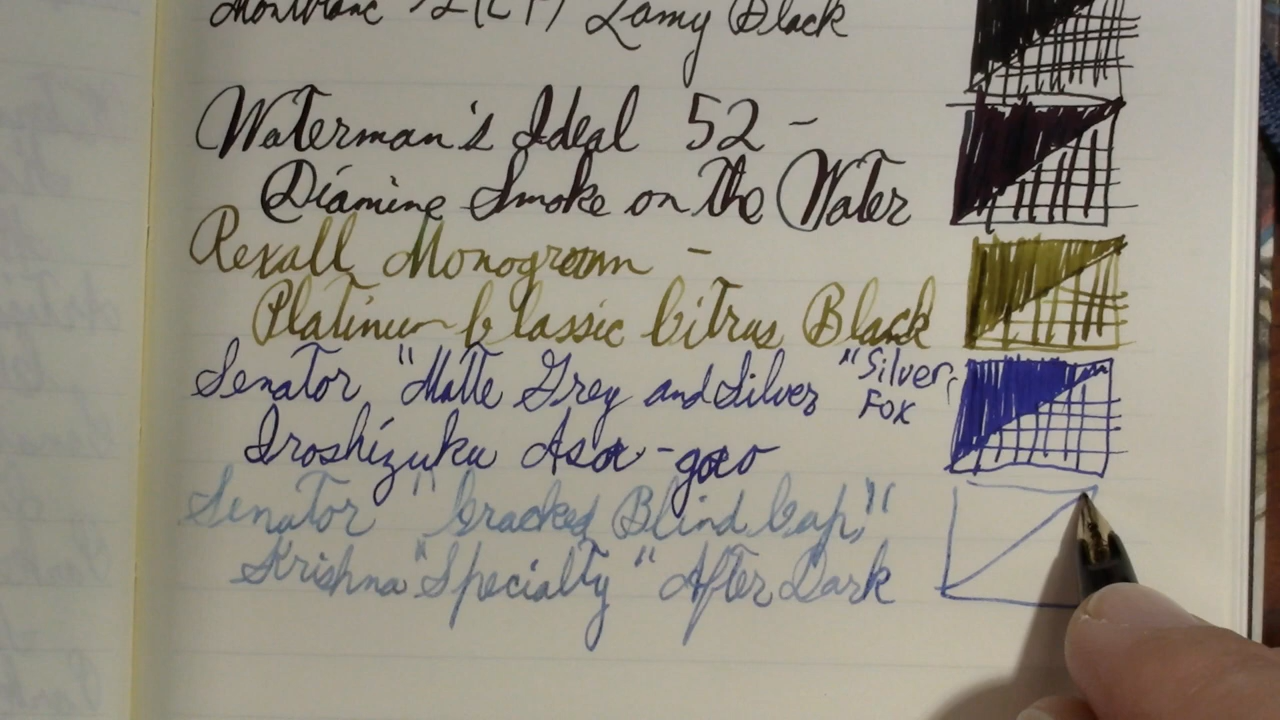 Montblanc Lamy Black
Waterman's Ideal 52 -
Diamine Smoke on the Water
Rexall Monogram -
Platinum Classic Citrus Black
Senator "Matte Grey and Silver "Silver
Fox
Iroshizuku Asa-gao
Senator "Cracked Blind Cap"
Krishna "Specialty" After Dark